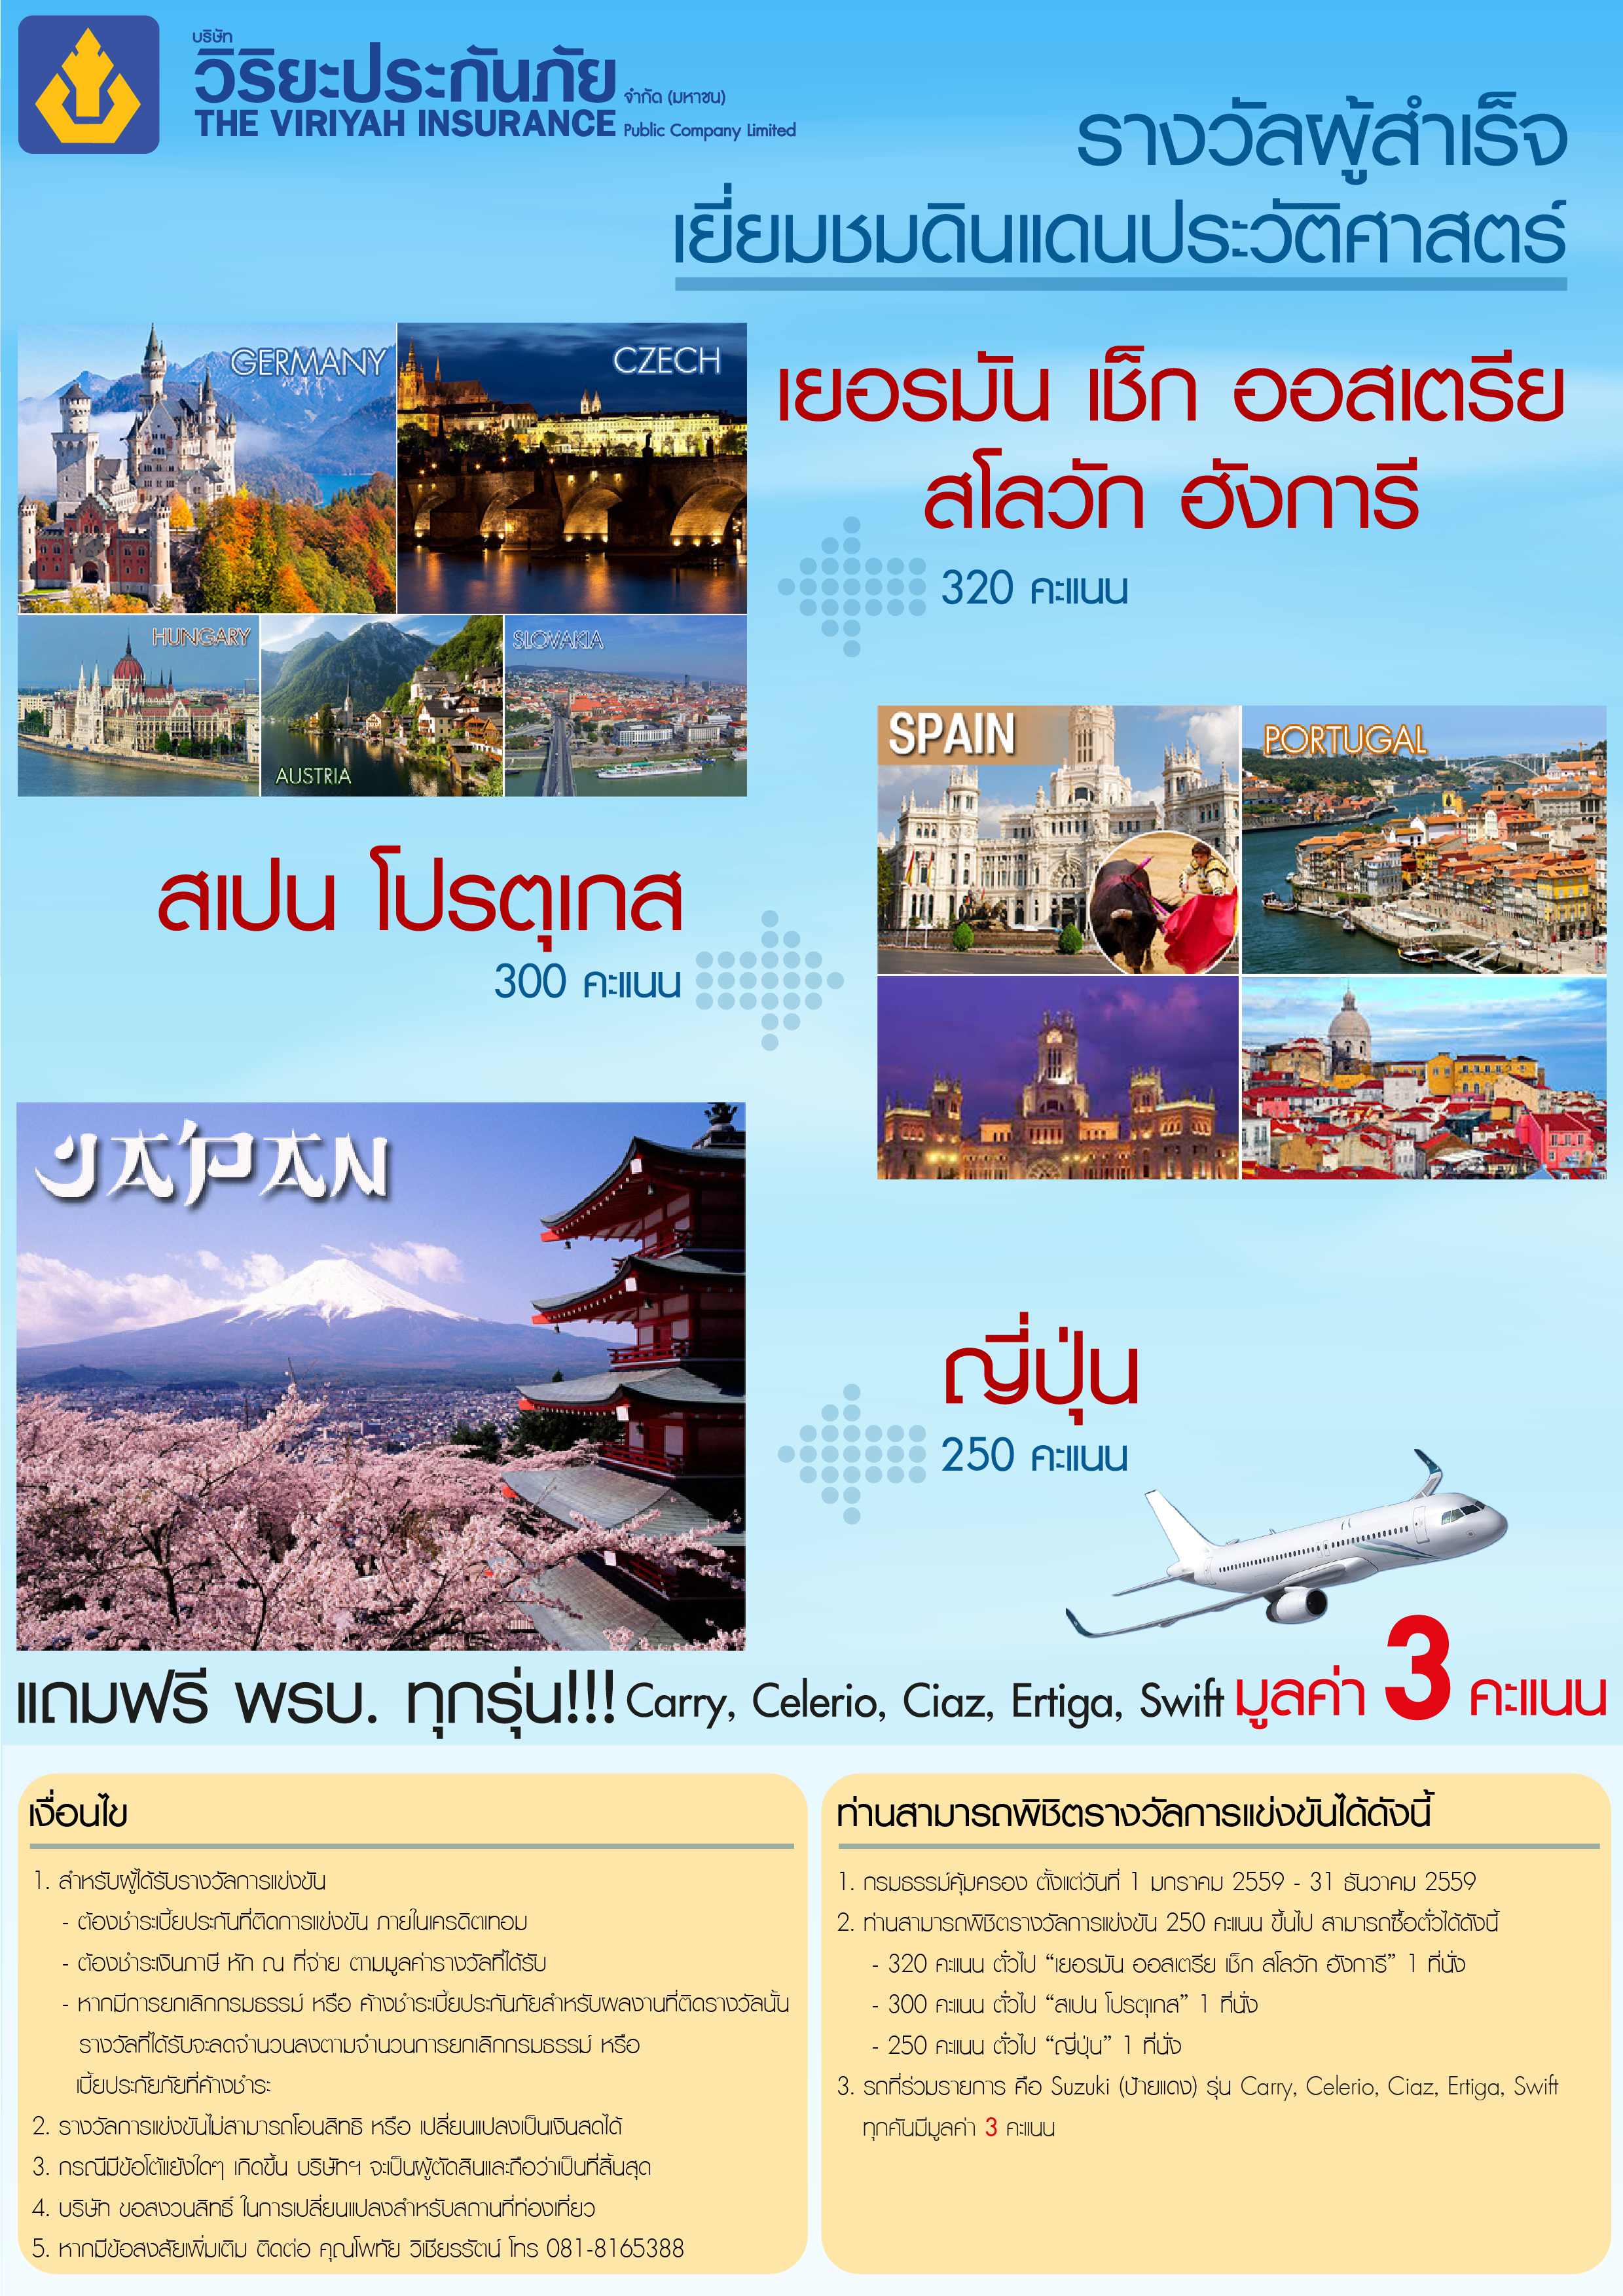 บริษัท
วิริยะประกันภัย จำกัด (มหาชน)
THE VIRIYAH INSURANCE Public Company Limited
รางวัลผู้สำเร็จ
เยี่ยมชมดินแดนประวัติศาสตร์
GERMANY
CZECH
เยอรมัน เช็ก ออสเตรีย
สโลวัก ฮังการี
320 คะแนน
HUNGARY
AUSTRIA
SLOVAKIA
SPAIN
PORTUGAL
สเปน โปรตุเกส
300 คะแนน
JAPAN
ญี่ปุ่น
250 คะแนน
แถมฟรี พรบ. ทุกรุ่น!!! Carry, Celerio, Ciaz, Ertiga, Swift มูลค่า 3 คะแนน
เงื่อนไข
1. สำหรับผู้ได้รับรางวัลการแข่งขัน
- ต้องชำระเบี้ยประกันที่ติดการแข่งขัน ภายในเครดิตเทอม
- ต้องชำระเงินภาษี หัก ณ ที่จ่าย ตามมูลค่ารางวัลที่ได้รับ
- หากมีการยกเลิกกรมธรรม์ หรือ ค้างชำระเบี้ยประกันภัยสำหรับผลงานที่ติดรางวัลนั้น
รางวัลที่ได้รับจะลดจำนวนลงตามจำนวนการยกเลิกกรมธรรม์ หรือ
เบี้ยประกัยภัยที่ค้างชำระ
2. รางวัลการแข่งขันไม่สามารถโอนสิทธิ หรือ เปลี่ยนแปลงเป็นเงินสดได้
3. กรณีมีข้อโต้แย้งใดๆ เกิดขึ้น บริษัทฯ จะเป็นผู้ตัดสินและถือว่าเป็นที่สิ้นสุด
4. บริษัท ขอสงวนสิทธิ์ ในการเปลี่ยนแปลงสำหรับสถานที่ท่องเที่ยว
5. หากมีข้อสงสัยเพิ่มเติม ติดต่อ คุณโพทัย วิเชียรรัตน์ โทร 081-8165388
ท่านสามารถพิชิตรางวัลการแข่งขันได้ดังนี้
1. กรมธรรม์คุ้มครอง ตั้งแต่วันที่ 1 มกราคม 2559 - 31 ธันวาคม 2559
2. ท่านสามารถพิชิตรางวัลการแข่งขัน 250 คะแนน ขึ้นไป สามารถซื้อตั๋วได้ดังนี้
- 320 คะแนน ตั๋วไป “เยอรมัน ออสเตรีย เช็ก สโลวัก ฮังการี” 1 ที่นั่ง
- 300 คะแนน ตั๋วไป “สเปน โปรตุเกส” 1 ที่นั่ง
- 250 คะแนน ตั๋วไป “ญี่ปุ่น” 1 ที่นั่ง
3. รถที่ร่วมรายการ คือ Suzuki (ป้ายแดง) รุ่น Carry, Celerio, Ciaz, Ertiga, Swift
ทุกคันมีมูลค่า 3 คะแนน